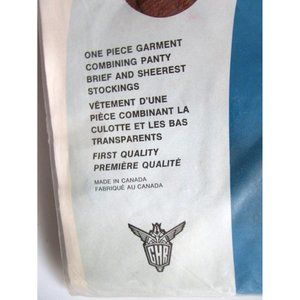 ONE PIECE GARMENT
COMBINING PANTY
BRIEF AND SHEEREST
STOCKINGS
VÊTEMENT D'UNE
PIÈCE COMBINANT LA
CULOTTE ET LES BAS
TRANSPARENTS
FIRST QUALITY
PREMIÈRE QUALITÉ
MADE IN CANADA
FABRIQUÉ AU CANADA
GHR